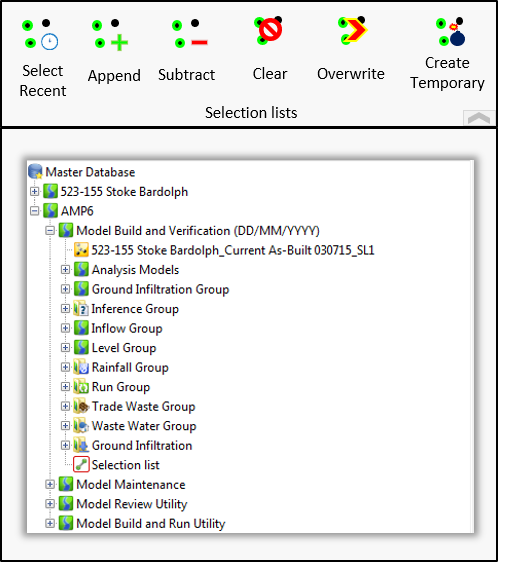 Select
Recent
Append
Subtract
Clear
Overwrite
Create
Temporary
Selection lists
Master Database
523-155 Stoke Bardolph
AMP6
Model Build and Verification (DD/MM/YYYY)
523-155 Stoke Bardolph_Current As-Built 030715_SL1
Analysis Models
Ground Infiltration Group
Inference Group
Inflow Group
Level Group
Rainfall Group
Run Group
Trade Waste Group
Waste Water Group
Ground Infiltration
Selection list
Model Maintenance
Model Review Utility
Model Build and Run Utility